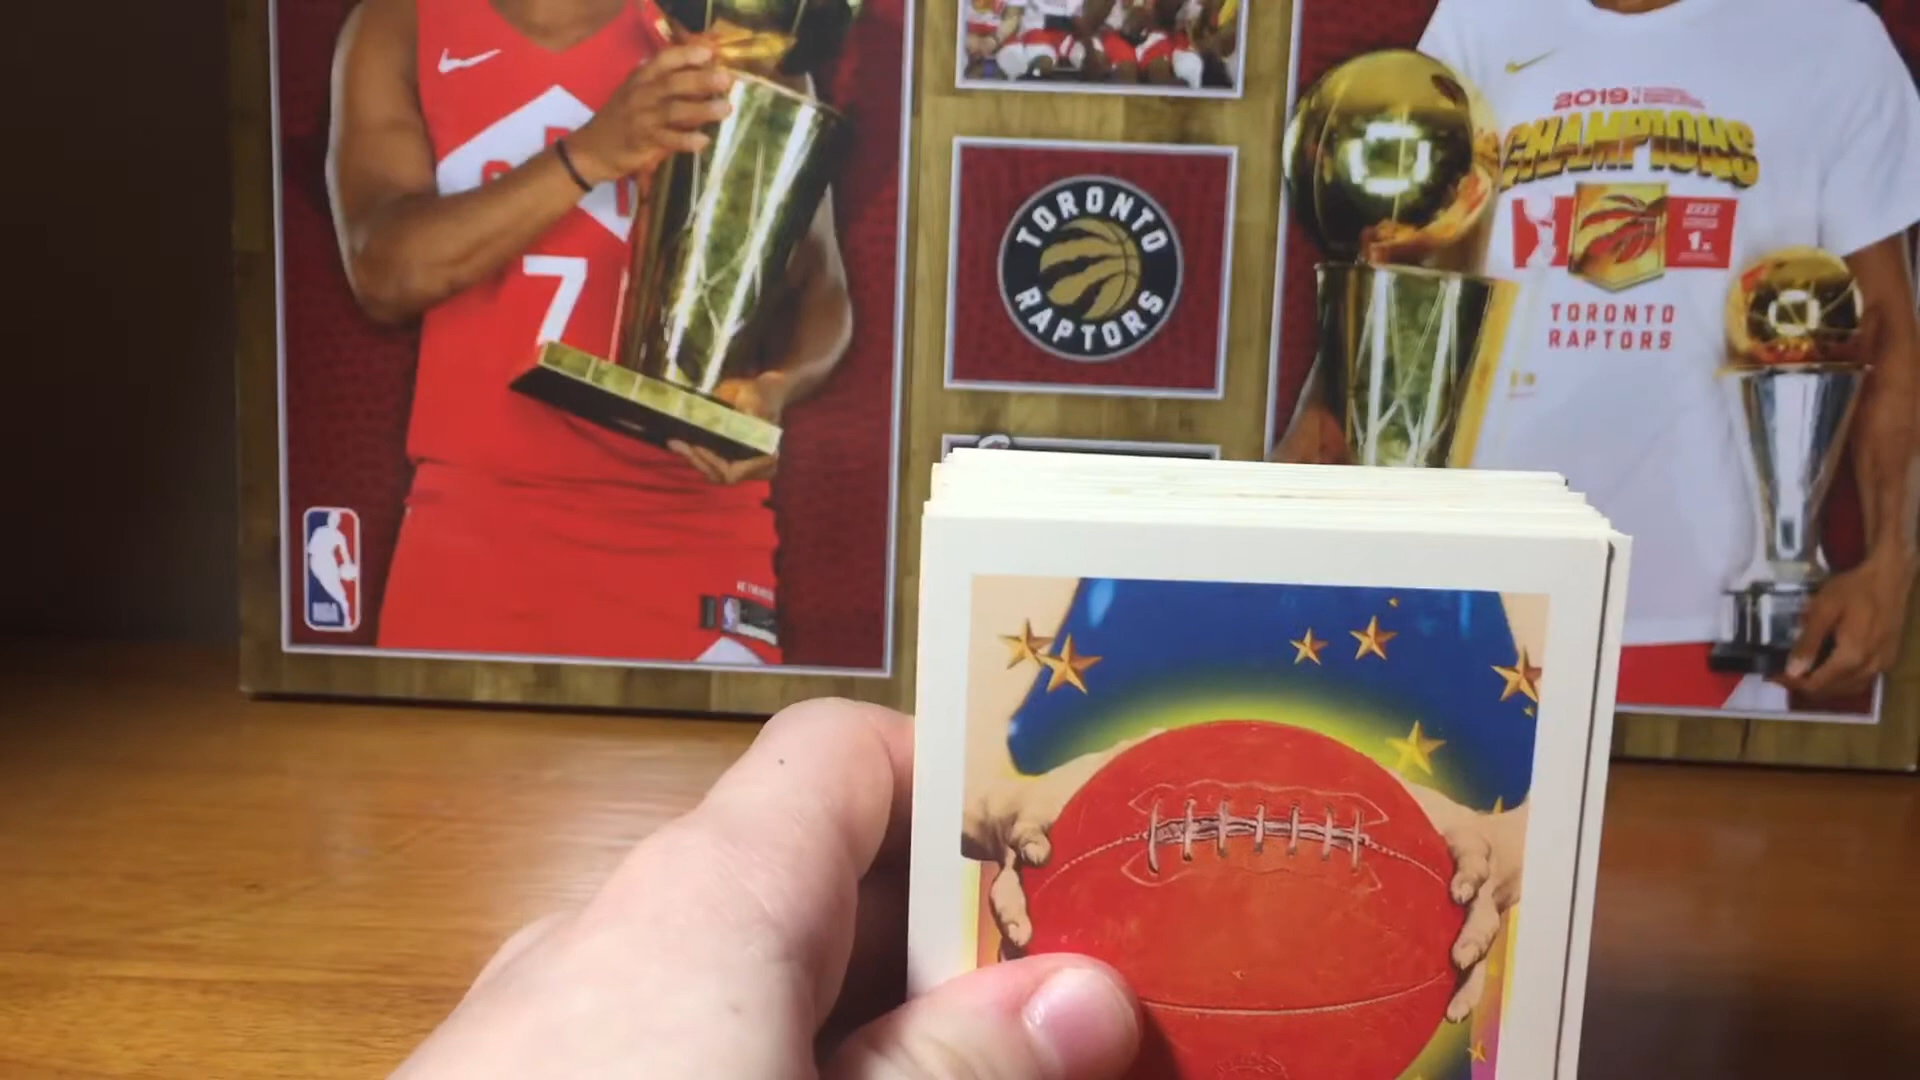 7
NBA
TORONTO
RAPTORS
2019
CHAMPIONS
TORONTO
RAPTORS